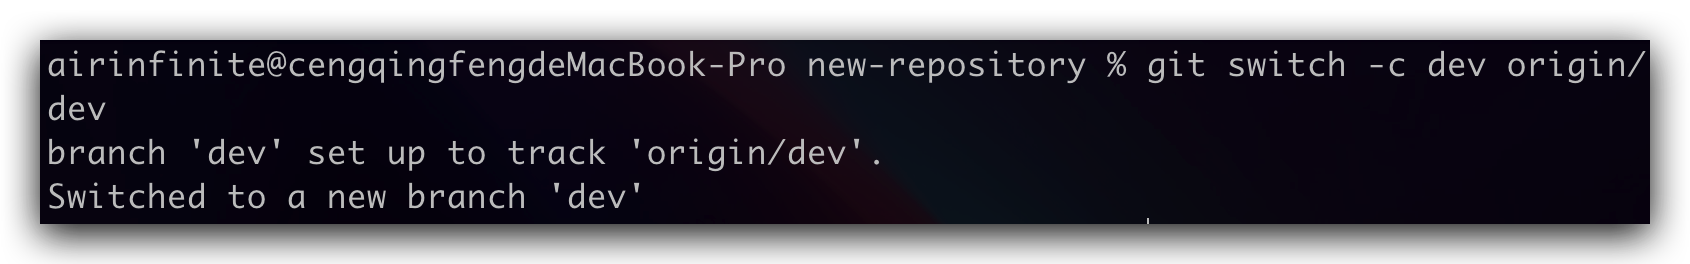 airinfinite@cengqingfengdeMacBook-Pro new-repository % git switch -c dev origin/
dev
branch 'dev' set up to track 'origin/dev'.
Switched to a new branch 'dev'